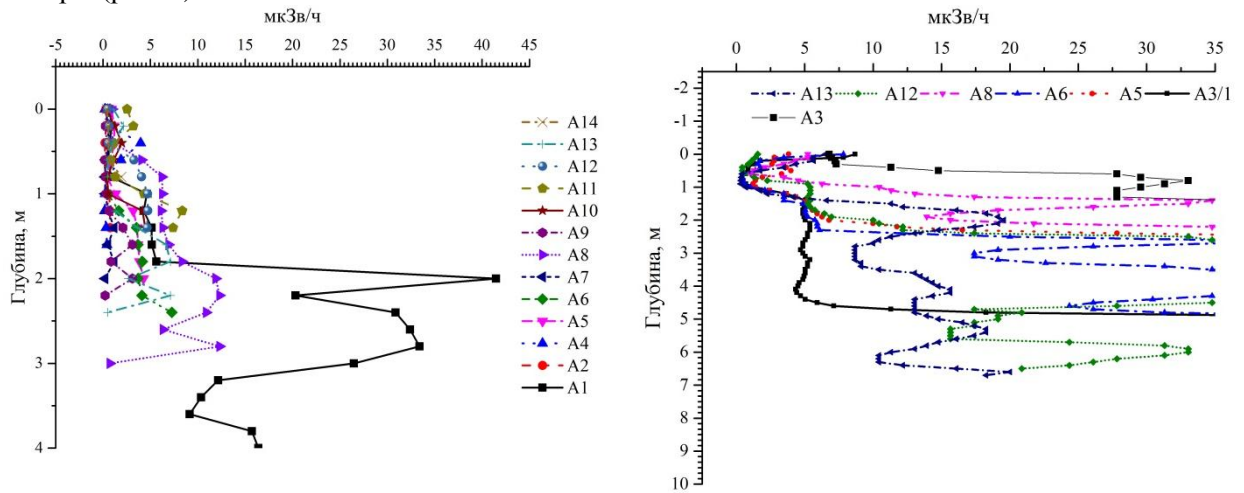 мкЗв/ч
-5 0 5 10 15 20 25 30 35 40 45
0
1
2
3
4
Глубина, м
A14
A13
A12
A11
A10
A9
A8
A7
A6
A5
A4
A2
A1
мкЗв/ч
0 5 10 15 20 25 30 35
A13 A12 A8 A6 A5 A3/1
A3
-2
-1
0
1
2
3
4
5
6
7
8
9
10
Глубина, м